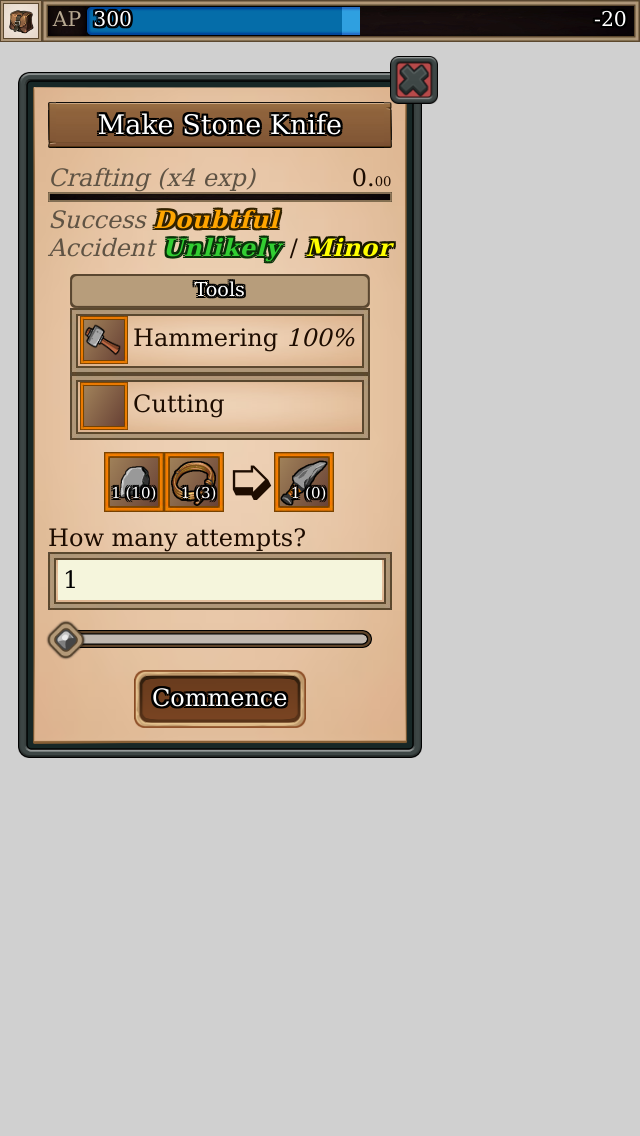 AP 300 -20
Make Stone Knife
Crafting (x4 exp) 0.00
Success Doubtful
Accident Unlikely / Minor
Tools
Hammering 100%
Cutting
1 (10) 1 (3) 1 (0)
How many attempts?
1
Commence